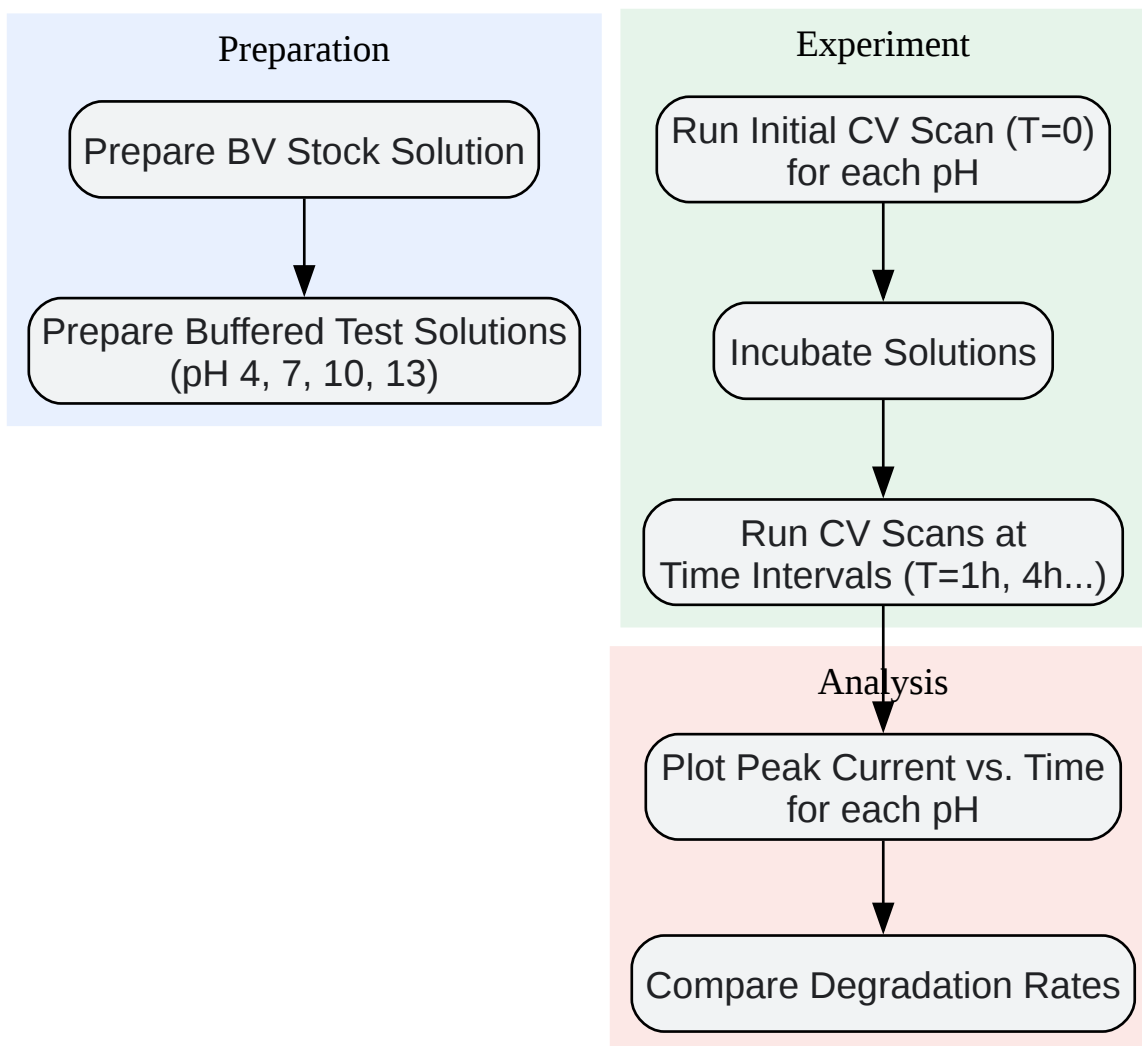 Preparation
Prepare BV Stock Solution
Prepare Buffered Test Solutions
(pH 4, 7, 10, 13)
Experiment
Run Initial CV Scan (T=0)
for each pH
Incubate Solutions
Run CV Scans at
Time Intervals (T=1h, 4h...)
Analysis
Plot Peak Current vs. Time
for each pH
Compare Degradation Rates